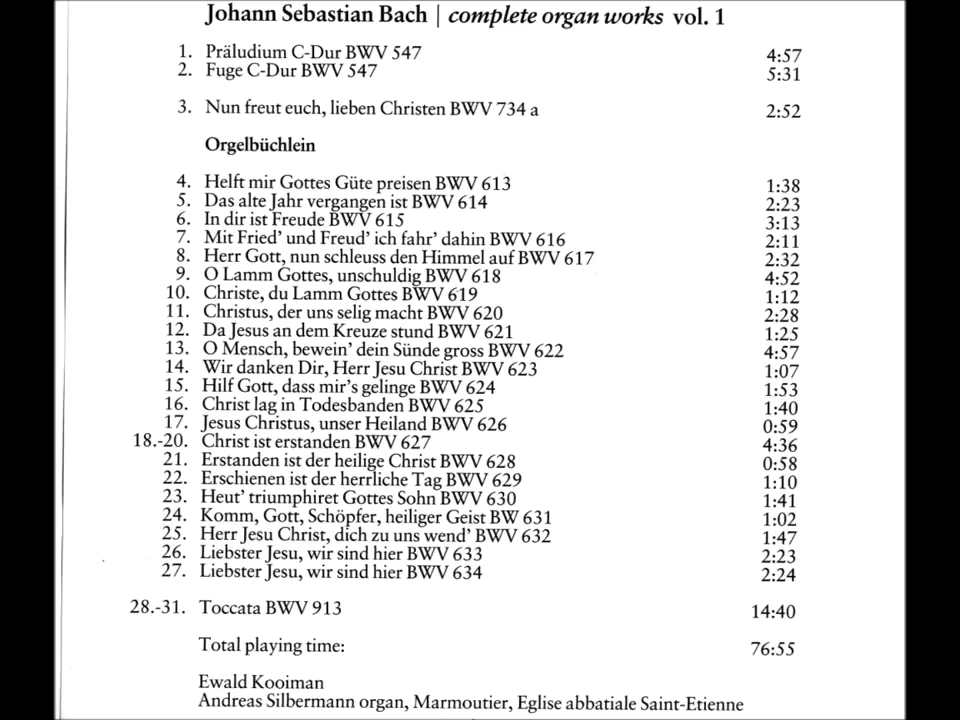 Johann Sebastian Bach | complete organ works vol. 1
1. Präludium C-Dur BWV 547 4:57
2. Fuge C-Dur BWV 547 5:31
3. Nun freut euch, lieben Christen BWV 734 a 2:52
Orgelbüchlein
4. Helft mir Gottes Güte preisen BWV 613 1:38
5. Das alte Jahr vergangen ist BWV 614 2:23
6. In dir ist Freude BWV 615 3:13
7. Mit Fried' und Freud' ich fahr' dahin BWV 616 2:11
8. Herr Gott, nun schleuss den Himmel auf BWV 617 2:32
9. O Lamm Gottes, unschuldig BWV 618 4:52
10. Christe, du Lamm Gottes BWV 619 1:12
11. Christus, der uns selig macht BWV 620 2:28
12. Da Jesus an dem Kreuze stund BWV 621 1:25
13. O Mensch, bewein' dein Sünde gross BWV 622 4:57
14. Wir danken Dir, Herr Jesu Christ BWV 623 1:07
15. Hilf Gott, dass mir's gelinge BWV 624 1:53
16. Christ lag in Todesbanden BWV 625 1:40
17. Jesus Christus, unser Heiland BWV 626 0:59
18.-20. Christ ist erstanden BWV 627 4:36
21. Erstanden ist der heilige Christ BWV 628 0:58
22. Erschienen ist der herrliche Tag BWV 629 1:10
23. Heut' triumphiret Gottes Sohn BWV 630 1:41
24. Komm, Gott, Schöpfer, heiliger Geist BW 631 1:02
25. Herr Jesu Christ, dich zu uns wend' BWV 632 1:47
26. Liebster Jesu, wir sind hier BWV 633 2:23
27. Liebster Jesu, wir sind hier BWV 634 2:24
28.-31. Toccata BWV 913 14:40
Total playing time: 76:55
Ewald Kooiman
Andreas Silbermann organ, Marmoutier, Eglise abbatiale Saint-Etienne